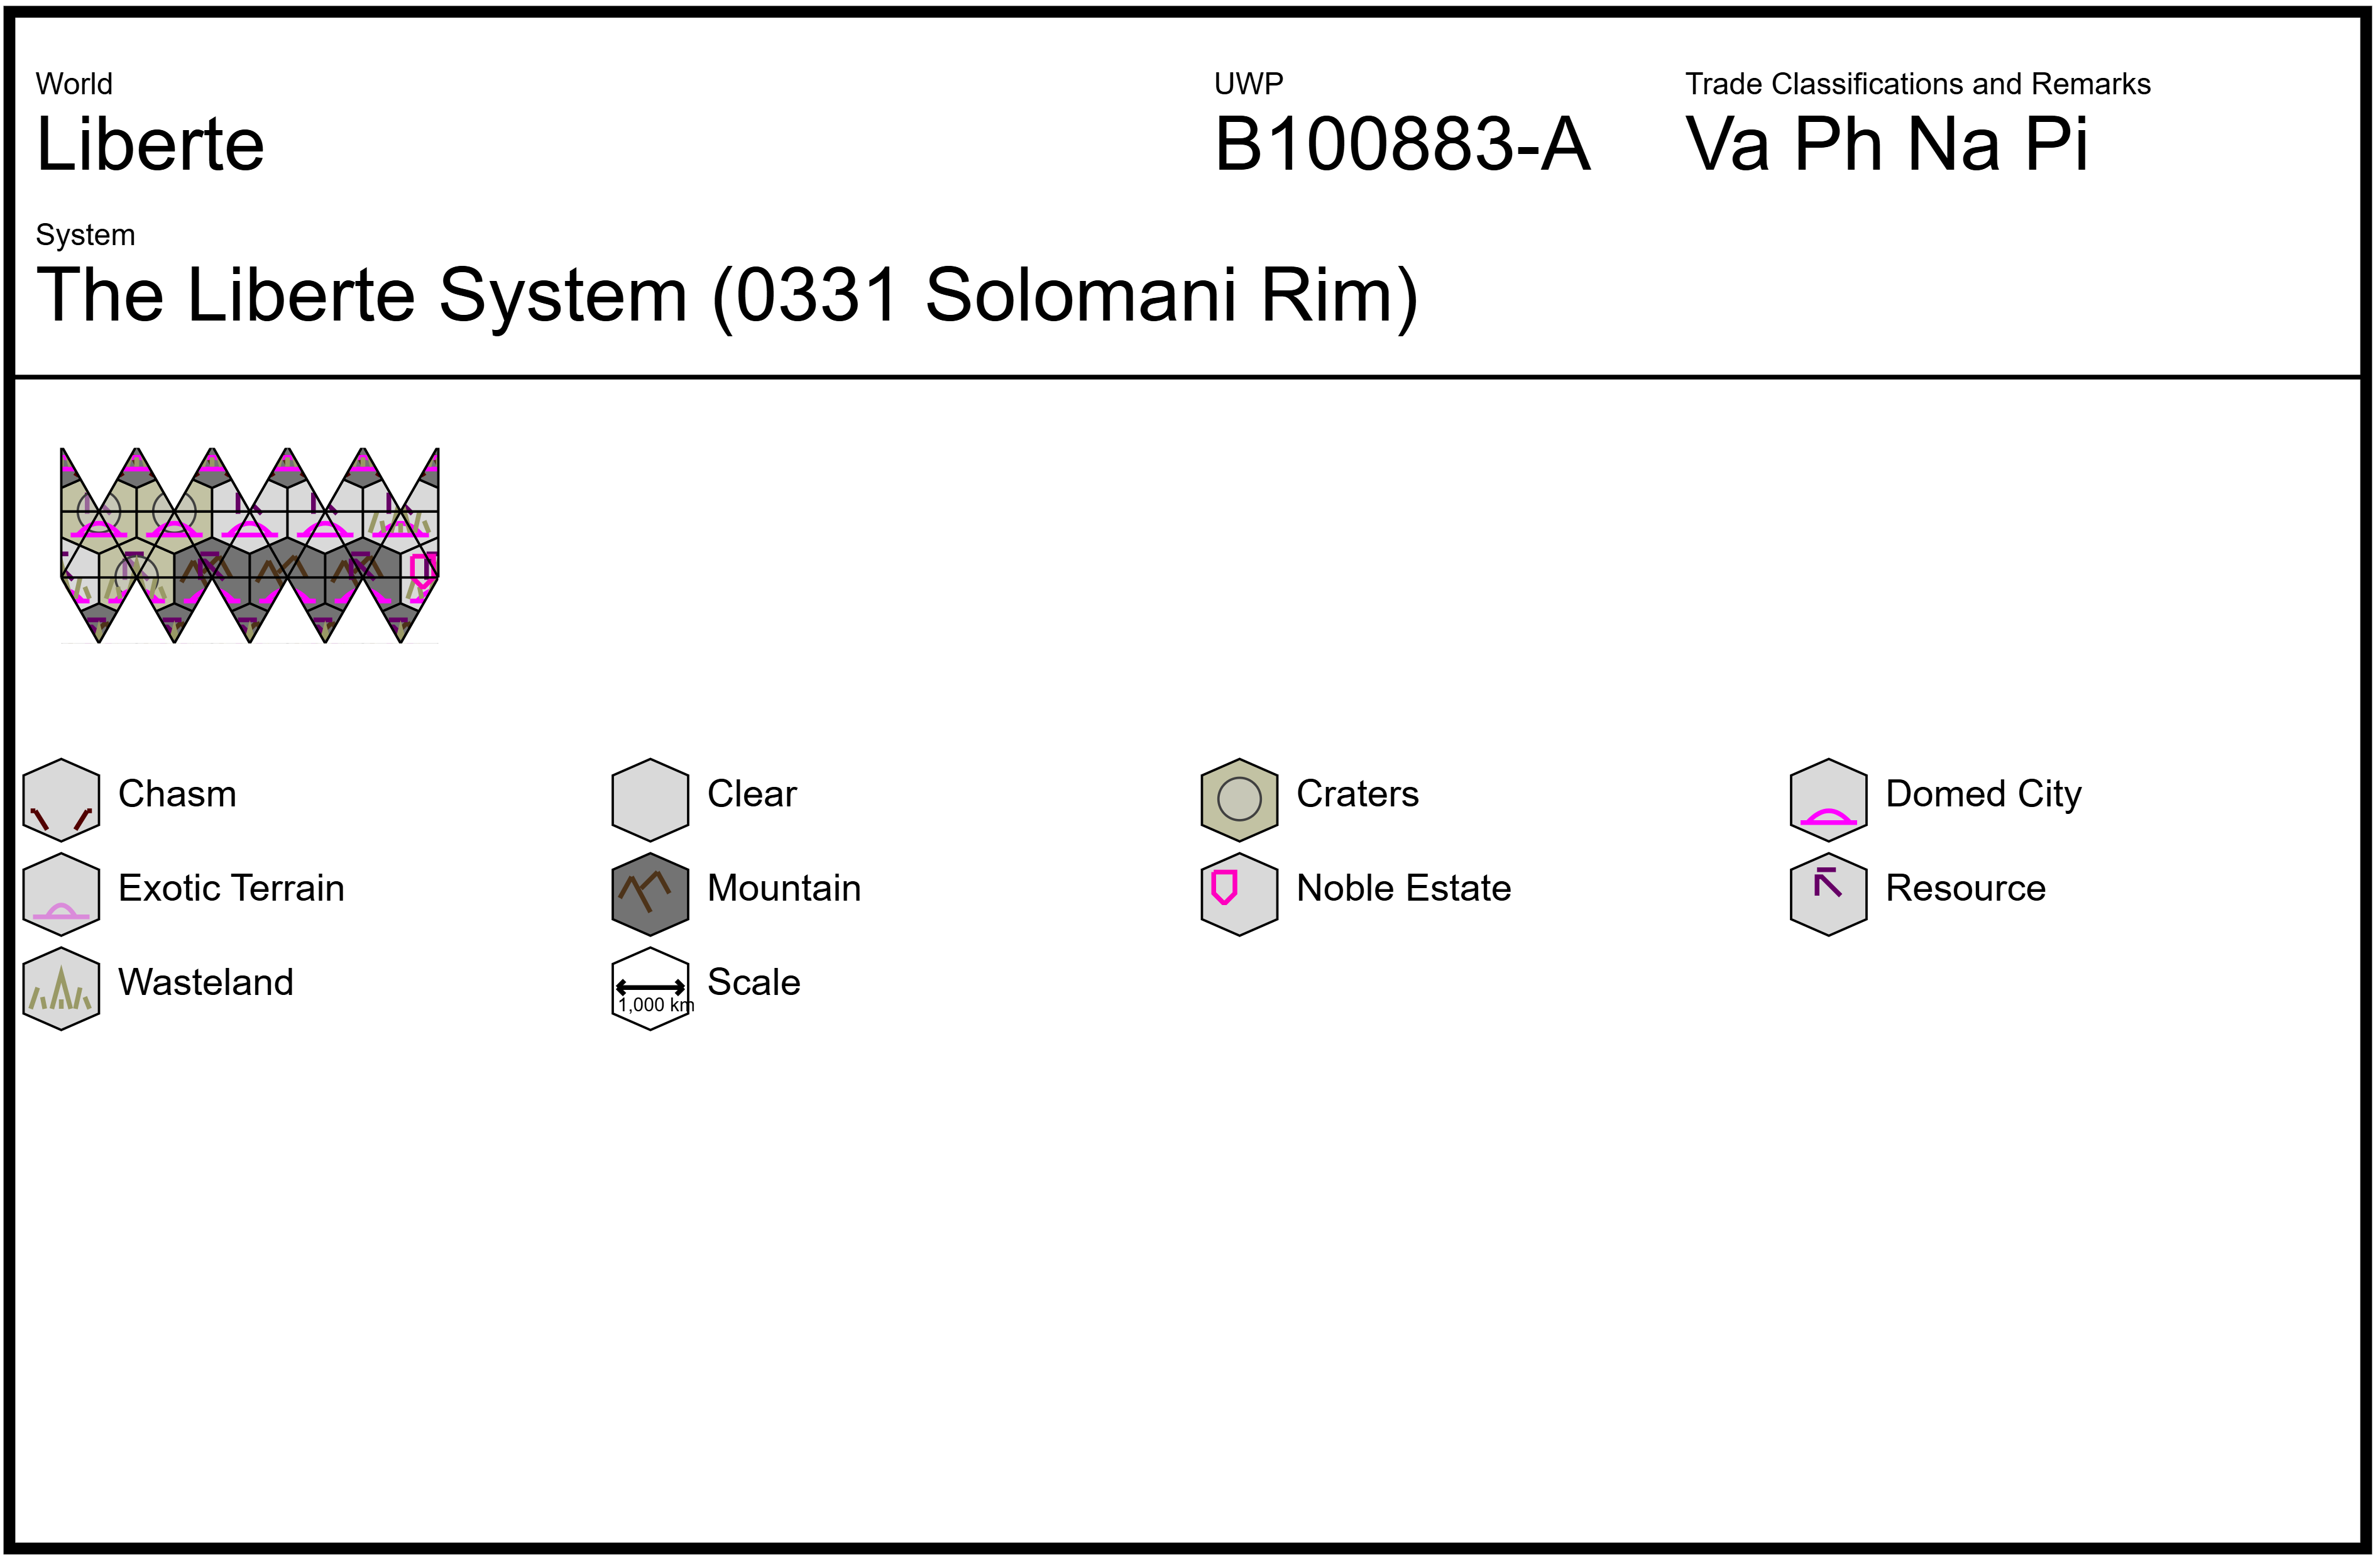 World
Liberte
UWP
B100883-A
Trade Classifications and Remarks
Va Ph Na Pi
System
The Liberte System (0331 Solomani Rim)
Chasm
Clear
Craters
Domed City
Exotic Terrain
Mountain
Noble Estate
Resource
Wasteland
1,000 km
Scale